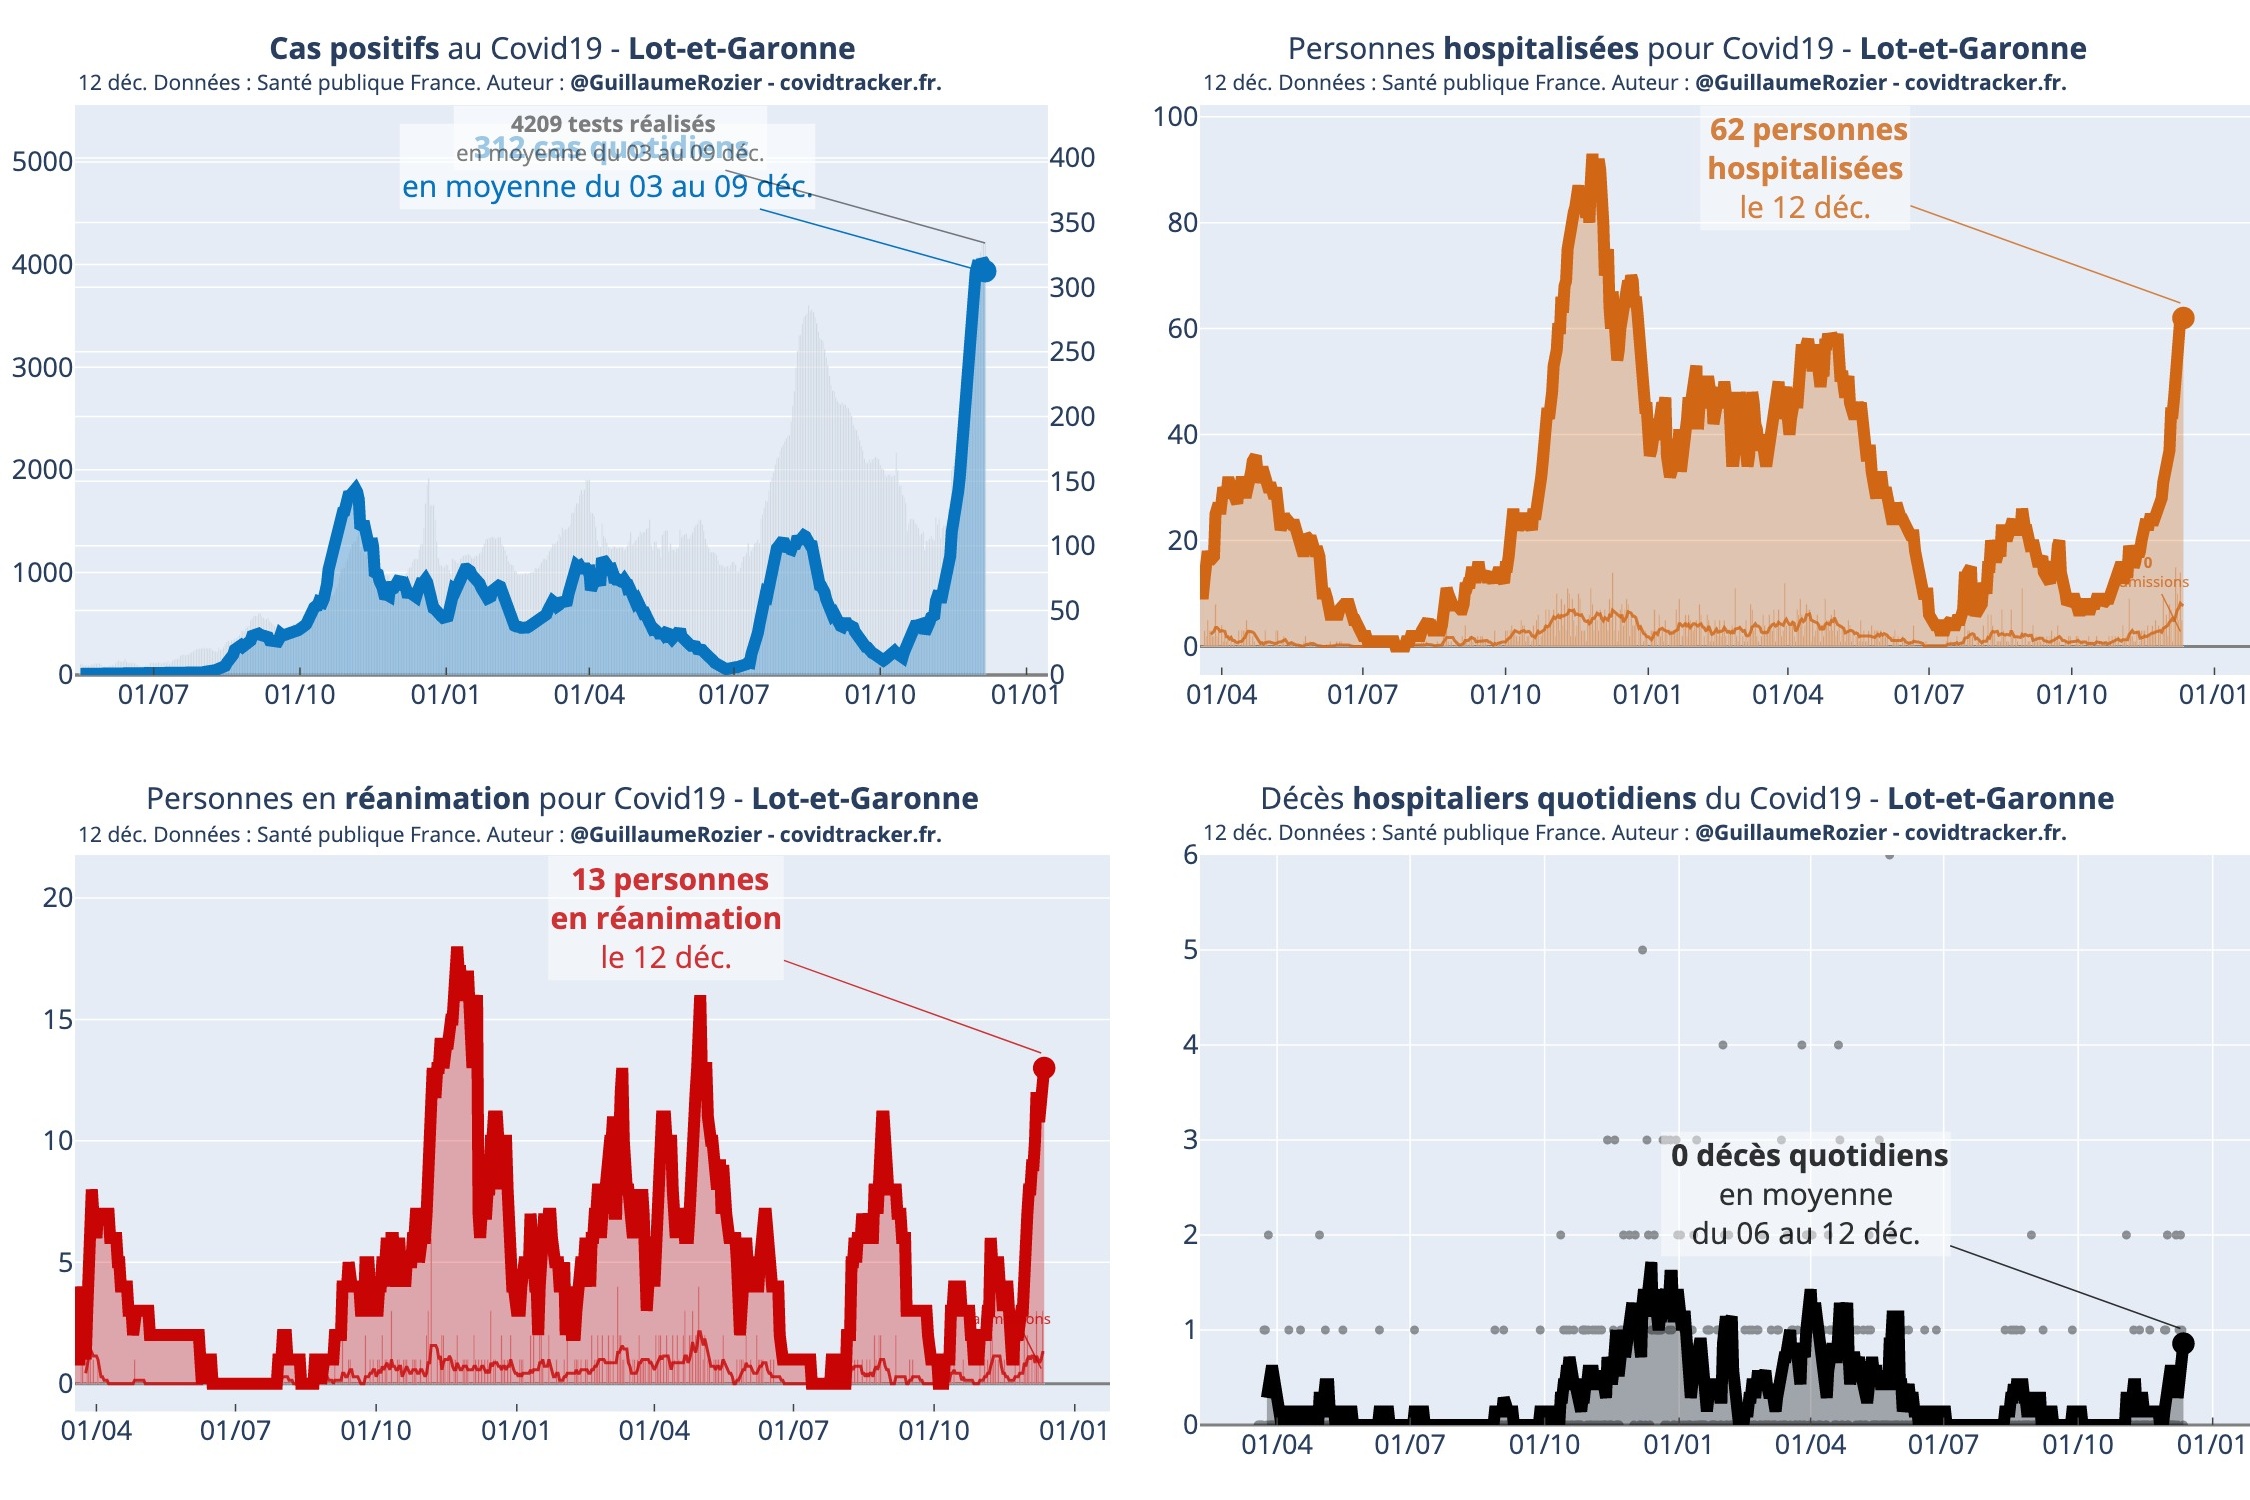 Cas positifs au Covid19 - Lot-et-Garonne
12 déc. Données : Santé publique France. Auteur : @GuillaumeRozier - covidtracker.fr.
4209 tests réalisés
en moyenne du 03 au 09 déc.
312 cas quotidiens
en moyenne du 03 au 09 déc.
5000
4000
3000
2000
1000
0
400
350
300
250
200
150
100
50
0
01/07 01/10 01/01 01/04 01/07 01/10 01/01
Personnes hospitalisées pour Covid19 - Lot-et-Garonne
12 déc. Données : Santé publique France. Auteur : @GuillaumeRozier - covidtracker.fr.
62 personnes
hospitalisées
le 12 déc.
100
80
60
40
20
0
0
01/04 01/07 01/10 01/01 01/04 01/07 01/10 01/01
Personnes en réanimation pour Covid19 - Lot-et-Garonne
12 déc. Données : Santé publique France. Auteur : @GuillaumeRozier - covidtracker.fr.
13 personnes
en réanimation
le 12 déc.
20
15
10
5
0
01/04 01/07 01/10 01/01 01/04 01/07 01/10 01/01
Décès hospitaliers quotidiens du Covid19 - Lot-et-Garonne
12 déc. Données : Santé publique France. Auteur : @GuillaumeRozier - covidtracker.fr.
0 décès quotidiens
en moyenne
du 06 au 12 déc.
6
5
4
3
2
1
0
01/04 01/07 01/10 01/01 01/04 01/07 01/10 01/01